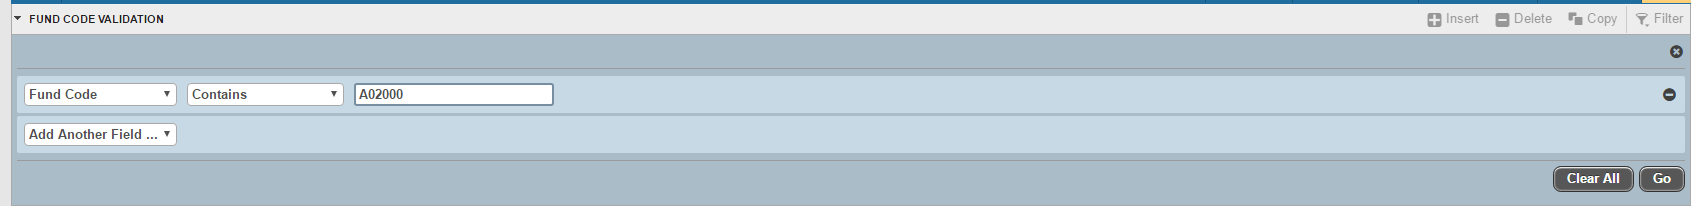 FUND CODE VALIDATION Insert Delete Copy Filter
Fund Code Contains A02000
Add Another Field ...
Clear All Go